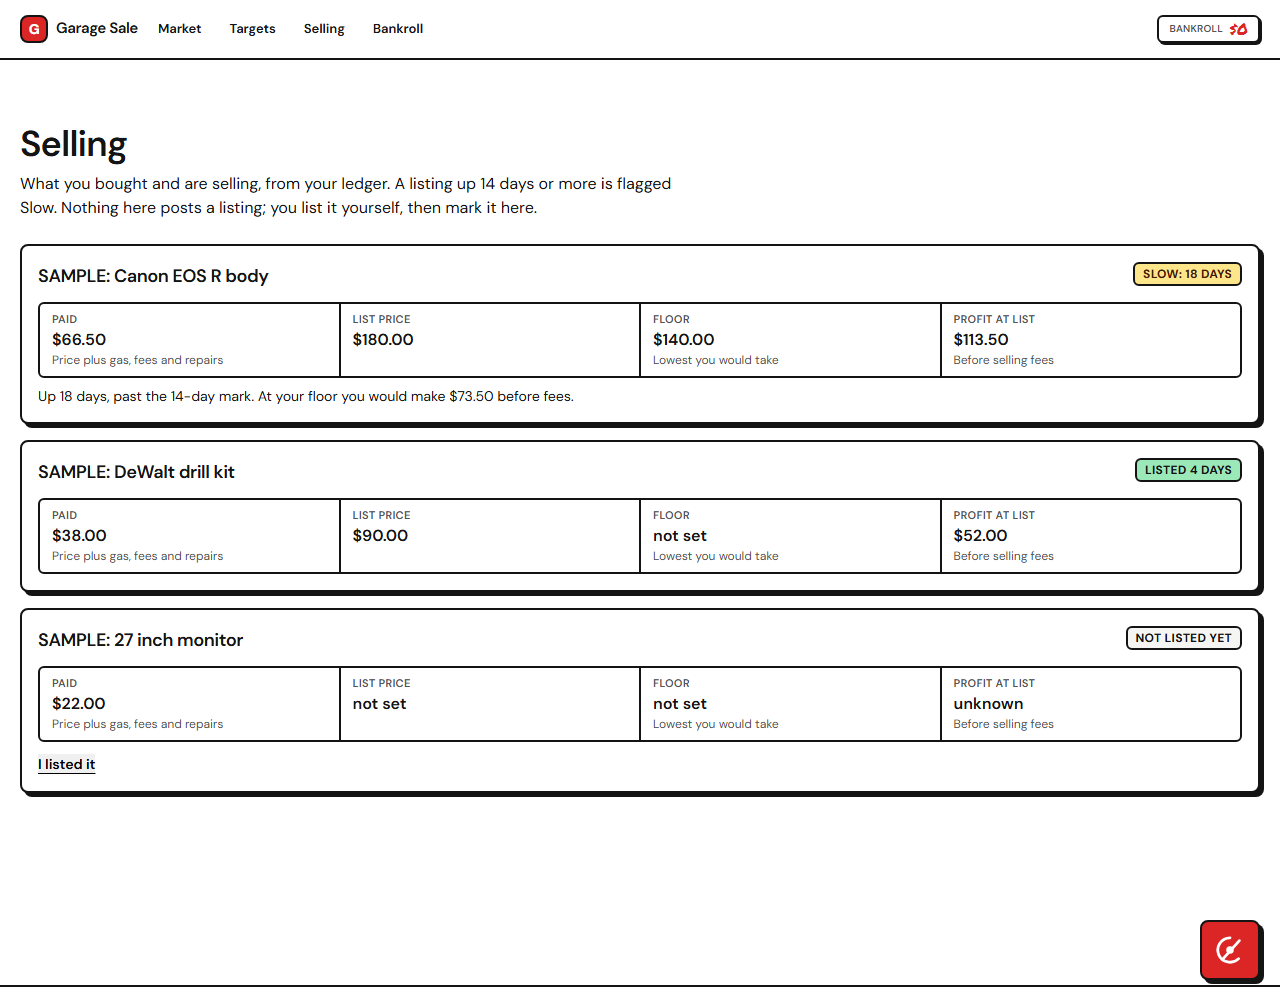 G Garage Sale Market Targets Selling Bankroll BANKROLL $0
Selling
What you bought and are selling, from your ledger. A listing up 14 days or more is flagged
Slow. Nothing here posts a listing; you list it yourself, then mark it here.
SAMPLE: Canon EOS R body SLOW: 18 DAYS
PAID LIST PRICE FLOOR PROFIT AT LIST
$66.50 $180.00 $140.00 $113.50
Price plus gas, fees and repairs Lowest you would take Before selling fees
Up 18 days, past the 14-day mark. At your floor you would make $73.50 before fees.
SAMPLE: DeWalt drill kit LISTED 4 DAYS
PAID LIST PRICE FLOOR PROFIT AT LIST
$38.00 $90.00 not set $52.00
Price plus gas, fees and repairs Lowest you would take Before selling fees
SAMPLE: 27 inch monitor NOT LISTED YET
PAID LIST PRICE FLOOR PROFIT AT LIST
$22.00 not set not set unknown
Price plus gas, fees and repairs Lowest you would take Before selling fees
I listed it